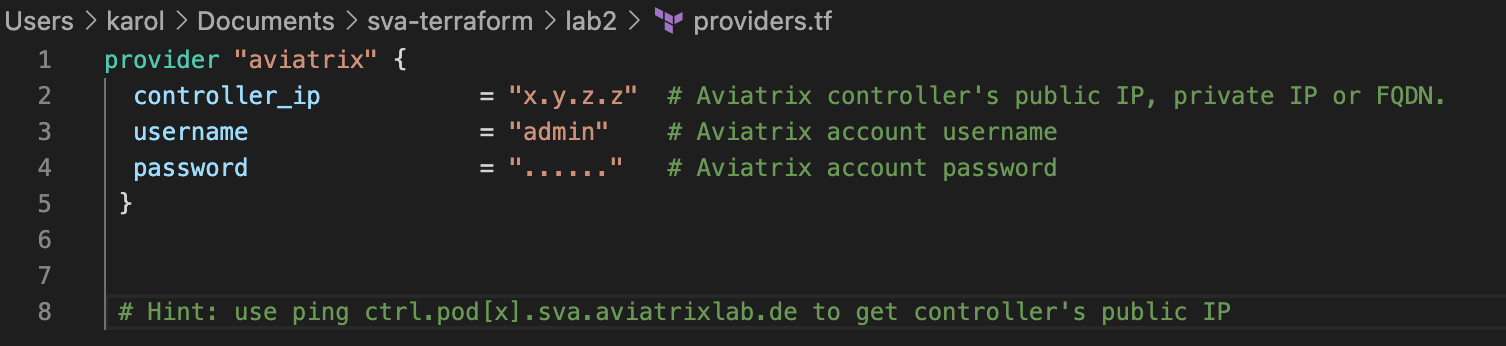 Users > karol > Documents > sva-terraform > lab2 > providers.tf
1 provider "aviatrix" {
2 controller_ip = "x.y.z.z" # Aviatrix controller's public IP, private IP or FQDN.
3 username = "admin" # Aviatrix account username
4 password = "......" # Aviatrix account password
5 }
6
7
8 # Hint: use ping ctrl.pod[x].sva.aviatrixlab.de to get controller's public IP